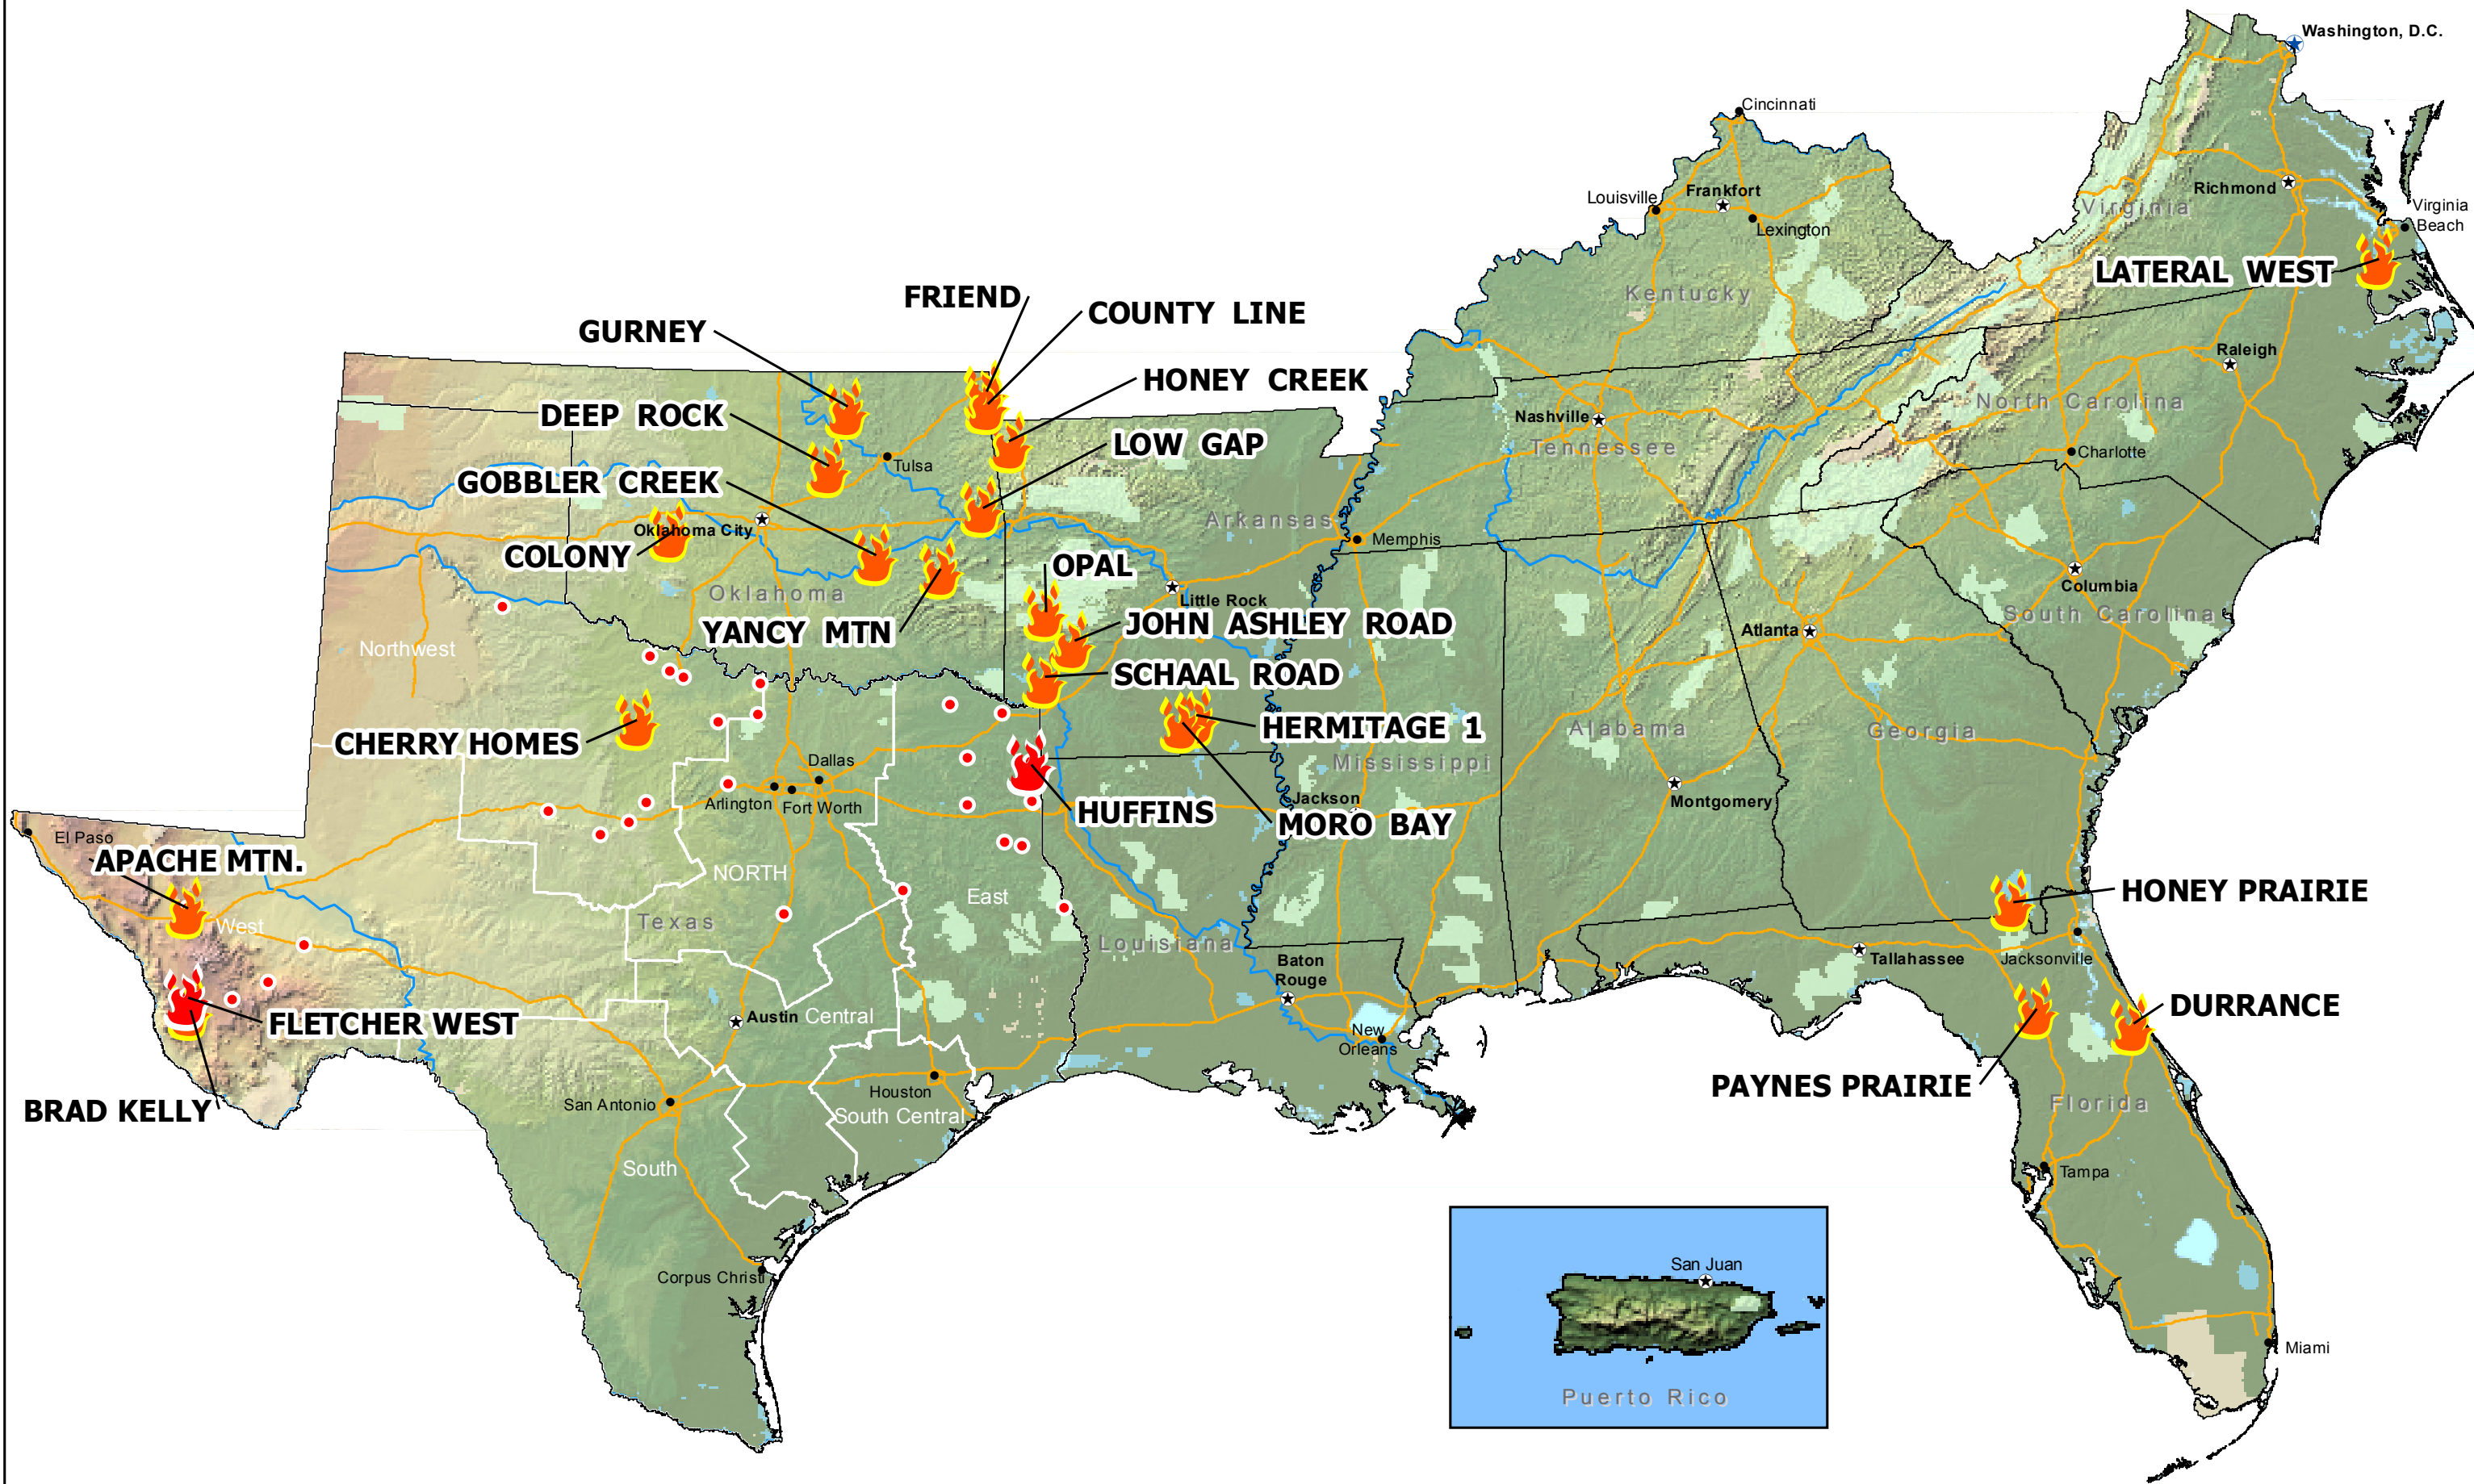 Washington, D.C.
Cincinnati
Louisville
Frankfort
Lexington
Richmond
Virginia
Virginia
Beach
LATERAL WEST
Kentucky
FRIEND
COUNTY LINE
GURNEY
HONEY CREEK
Raleigh
North Carolina
DEEP ROCK
LOW GAP
Nashville
Tennessee
Charlotte
Tulsa
GOBBLER CREEK
Arkansas
Oklahoma City
Memphis
COLONY
OPAL
Oklahoma
Little Rock
Columbia
South Carolina
YANCY MTN
JOHN ASHLEY ROAD
Atlanta
Northwest
SCHAAL ROAD
CHERRY HOMES
HERMITAGE 1
Alabama
Georgia
Mississippi
Dallas
Arlington
Fort Worth
Jackson
Montgomery
HUFFINS
MORO BAY
El Paso
APACHE MTN.
NORTH
East
HONEY PRAIRIE
Texas
West
Louisiana
Baton
Rouge
Tallahassee
Jacksonville
FLETCHER WEST
Austin
Central
New
Orleans
DURRANCE
PAYNES PRAIRIE
BRAD KELLY
San Antonio
Houston
South Central
Florida
South
Tampa
Corpus Christi
San Juan
Puerto Rico
Miami